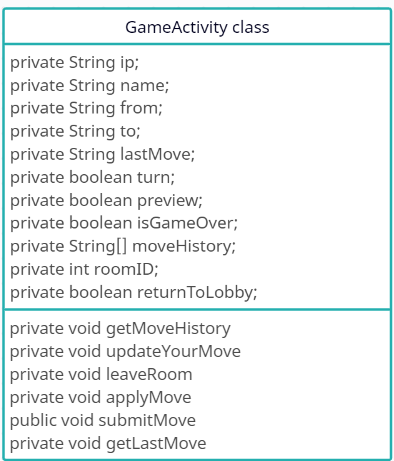 GameActivity class
private String ip;
private String name;
private String from;
private String to;
private String lastMove;
private boolean turn;
private boolean preview;
private boolean isGameOver;
private String[] moveHistory;
private int roomID;
private boolean returnToLobby;
private void getMoveHistory
private void updateYourMove
private void leaveRoom
private void applyMove
public void submitMove
private void getLastMove